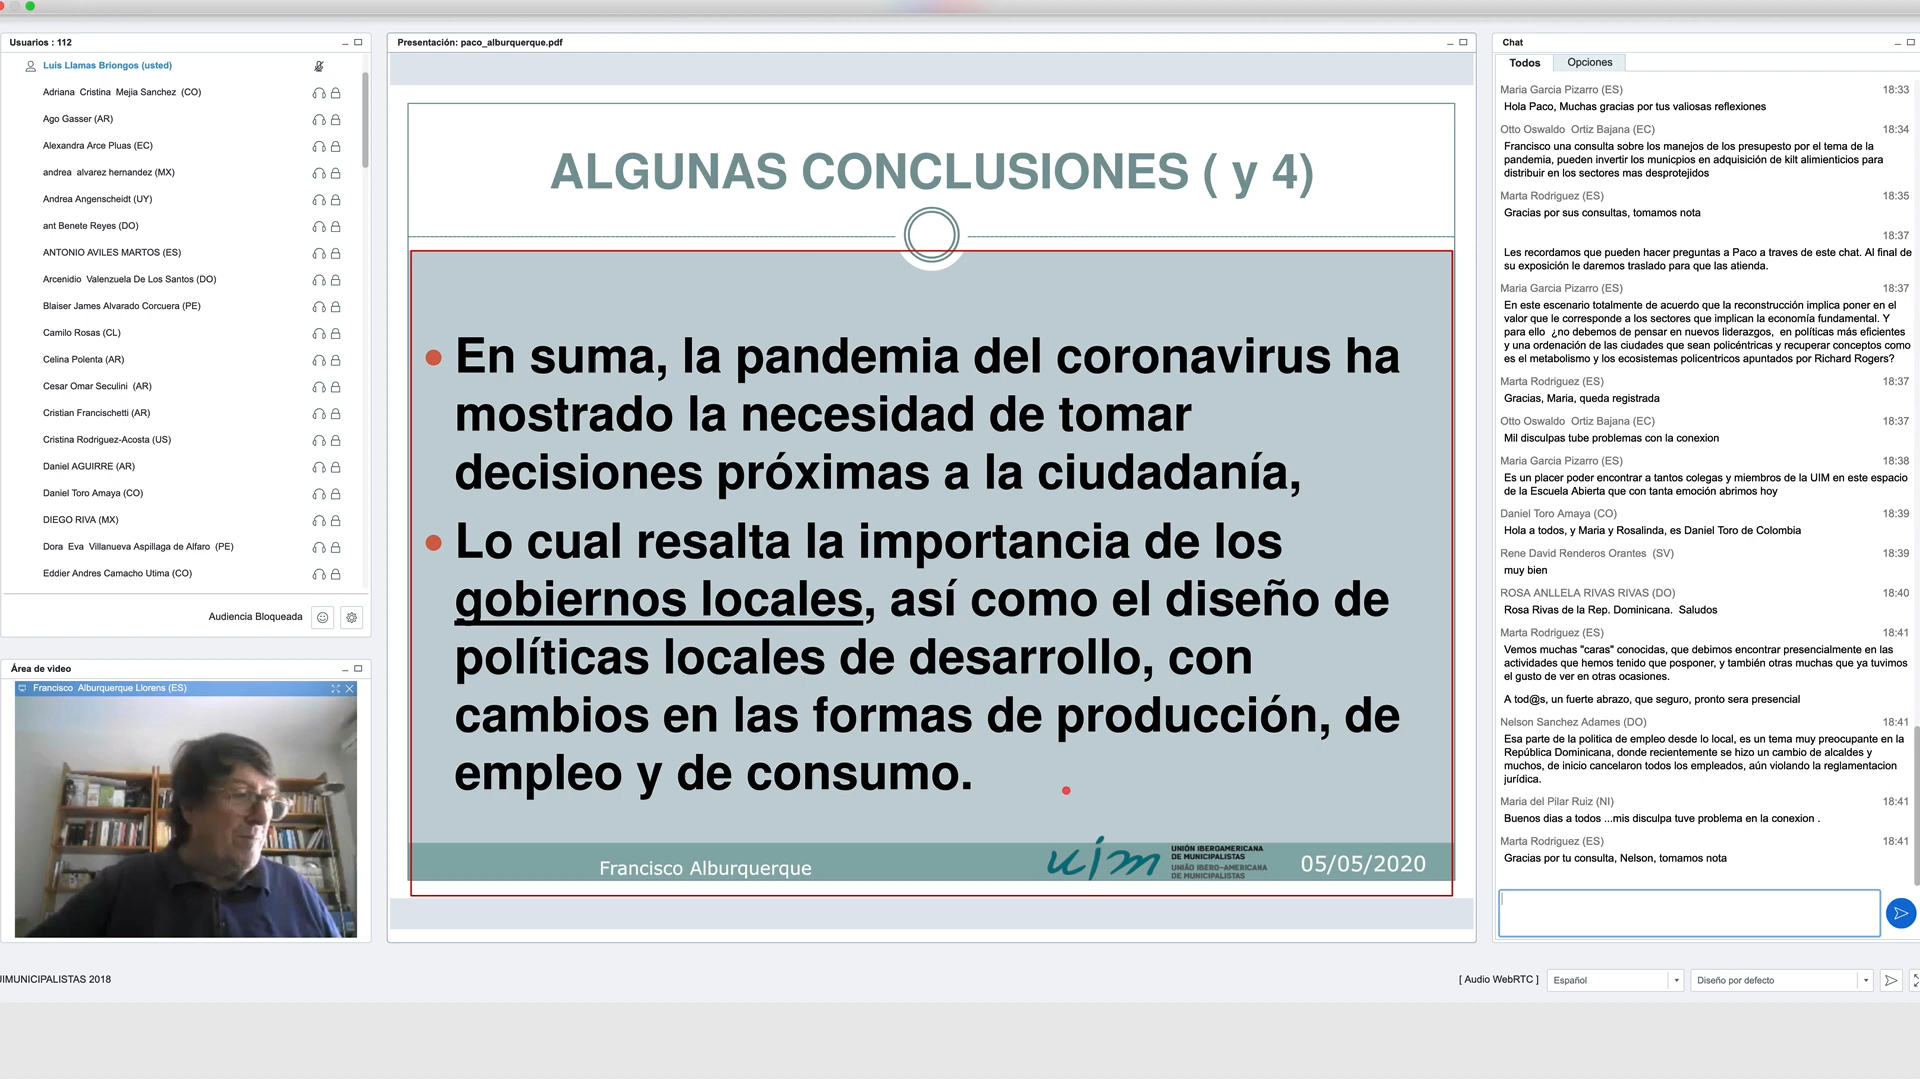 Usuarios : 112
Luis Llamas Briongos (usted)
Adriana Cristina Mejia Sanchez (CO)
Ago Gasser (AR)
Alexandra Arce Pluas (EC)
andrea alvarez hernandez (MX)
Andrea Angenscheidt (UY)
ant Benete Reyes (DO)
ANTONIO AVILES MARTOS (ES)
Arcenidio Valenzuela De Los Santos (DO)
Blaiser James Alvarado Corcuera (PE)
Camilo Rosas (CL)
Celina Polenta (AR)
Cesar Omar Seculini (AR)
Cristian Francischetti (AR)
Cristina Rodriguez-Acosta (US)
Daniel AGUIRRE (AR)
Daniel Toro Amaya (CO)
DIEGO RIVA (MX)
Dora Eva Villanueva Aspillaga de Alfaro (PE)
Eddier Andres Camacho Utima (CO)
Audiencia Bloqueada
Área de video
Francisco Alburquerque Llorens (ES)
Presentación: paco_alburquerque.pdf
ALGUNAS CONCLUSIONES ( y 4)
• En suma, la pandemia del coronavirus ha
mostrado la necesidad de tomar
decisiones próximas a la ciudadanía,
• Lo cual resalta la importancia de los
gobiernos locales, así como el diseño de
políticas locales de desarrollo, con
cambios en las formas de producción, de
empleo y de consumo.
Francisco Alburquerque
uim
UNIÓN IBEROAMERICANA
DE MUNICIPALISTAS
UNIÃO IBERO-AMERICANA
DE MUNICIPALISTAS
05/05/2020
Chat
Todos Opciones
Maria Garcia Pizarro (ES) 18:33
Hola Paco, Muchas gracias por tus valiosas reflexiones
Otto Oswaldo Ortiz Bajana (EC) 18:34
Francisco una consulta sobre los manejos de los presupesto por el tema de la
pandemia, pueden invertir los municpios en adquisición de kilt alimienticios para
distribuir en los sectores mas desprotejidos
Marta Rodriguez (ES) 18:35
Gracias por sus consultas, tomamos nota
18:37
Les recordamos que pueden hacer preguntas a Paco a traves de este chat. Al final de
su exposición le daremos traslado para que las atienda.
Maria Garcia Pizarro (ES) 18:37
En este escenario totalmente de acuerdo que la reconstrucción implica poner en el
valor que le corresponde a los sectores que implican la economía fundamental. Y
para ello ¿no debemos de pensar en nuevos liderazgos, en políticas más eficientes
y una ordenación de las ciudades que sean policéntricas y recuperar conceptos como
es el metabolismo y los ecosistemas policentricos apuntados por Richard Rogers?
Marta Rodriguez (ES) 18:37
Gracias, Maria, queda registrada
Otto Oswaldo Ortiz Bajana (EC) 18:37
Mil disculpas tube problemas con la conexion
Maria Garcia Pizarro (ES) 18:38
Es un placer poder encontrar a tantos colegas y miembros de la UIM en este espacio
de la Escuela Abierta que con tanta emoción abrimos hoy
Daniel Toro Amaya (CO) 18:39
Hola a todos, y Maria y Rosalinda, es Daniel Toro de Colombia
Rene David Renderos Orantes (SV) 18:39
muy bien
ROSA ANLLELA RIVAS RIVAS (DO) 18:40
Rosa Rivas de la Rep. Dominicana. Saludos
Marta Rodriguez (ES) 18:41
Vemos muchas "caras" conocidas, que debimos encontrar presencialmente en las
actividades que hemos tenido que posponer, y también otras muchas que ya tuvimos
el gusto de ver en otras ocasiones.
A tod@s, un fuerte abrazo, que seguro, pronto sera presencial
Nelson Sanchez Adames (DO) 18:41
Esa parte de la politica de empleo desde lo local, es un tema muy preocupante en la
República Dominicana, donde recientemente se hizo un cambio de alcaldes y
muchos, de inicio cancelaron todos los empleados, aún violando la reglamentacion
jurídica.
Maria del Pilar Ruiz (NI) 18:41
Buenos dias a todos ...mis disculpa tuve problema en la conexion .
Marta Rodriguez (ES) 18:41
Gracias por tu consulta, Nelson, tomamos nota
UIMUNICIPALISTAS 2018
[ Audio WebRTC ] Español Diseño por defecto